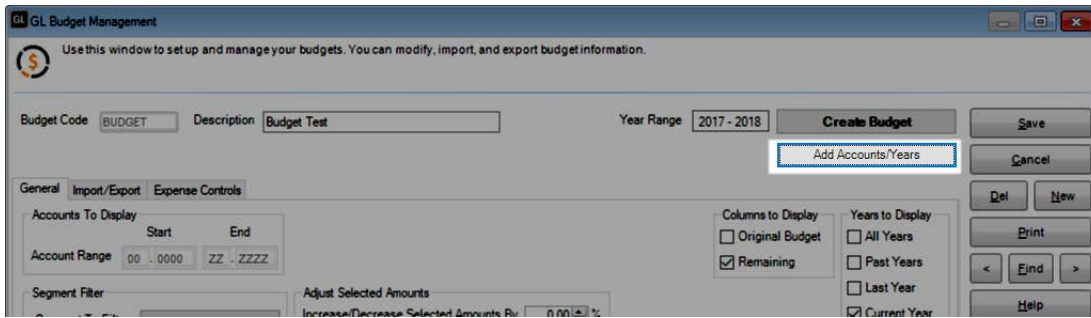 GL GL Budget Management
Use this window to set up and manage your budgets. You can modify, import, and export budget information.
Budget Code BUDGET Description Budget Test Year Range 2017 - 2018 Create Budget Save
Add Accounts/Years Cancel
General Import/Export Expense Controls Del New
Accounts To Display Columns to Display Years to Display
Start End Original Budget All Years Print
Account Range 00 . 0000 ZZ . ZZZZ Remaining Past Years < Find >
Segment Filter Adjust Selected Amounts Last Year
Increase/Decrease Selected Amounts By 0.00 % Current Year Help